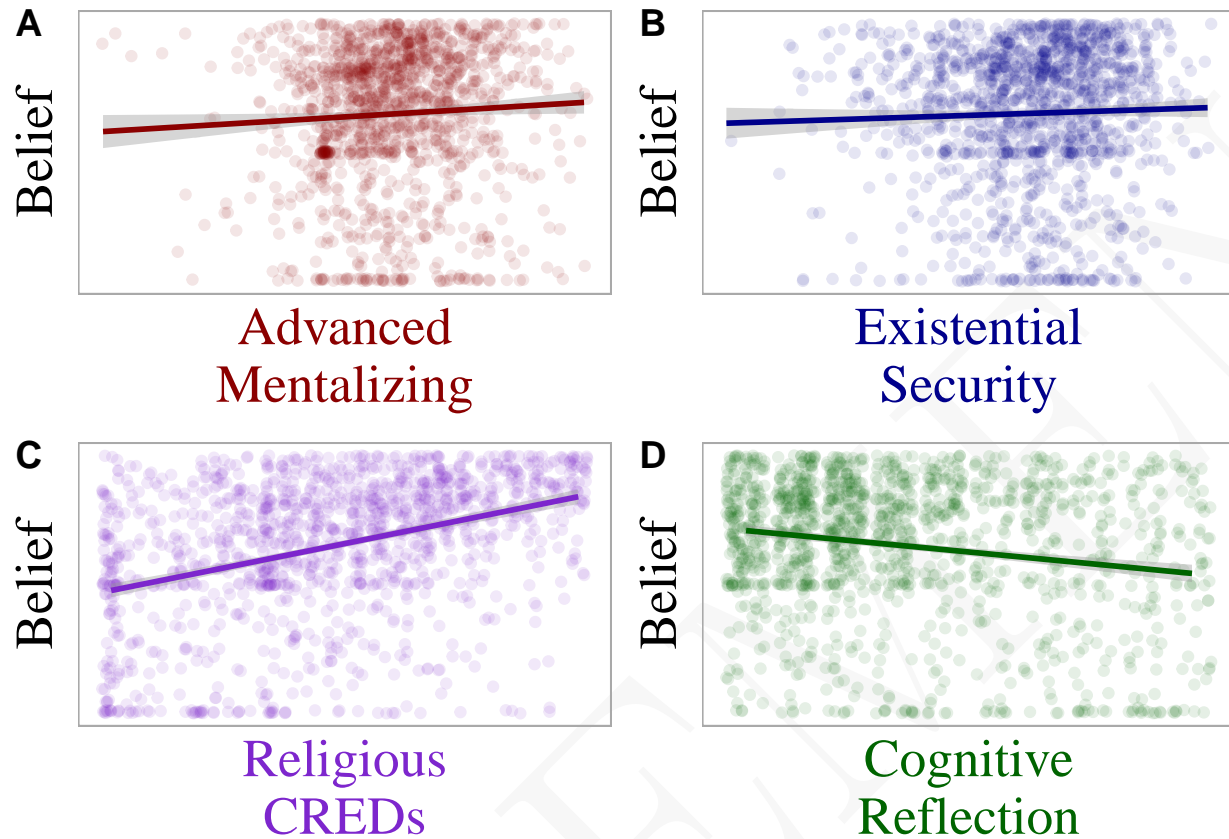 A
B
Belief
Belief
Advanced
Mentalizing
Existential
Security
C
D
Belief
Belief
Religious
CREDs
Cognitive
Reflection